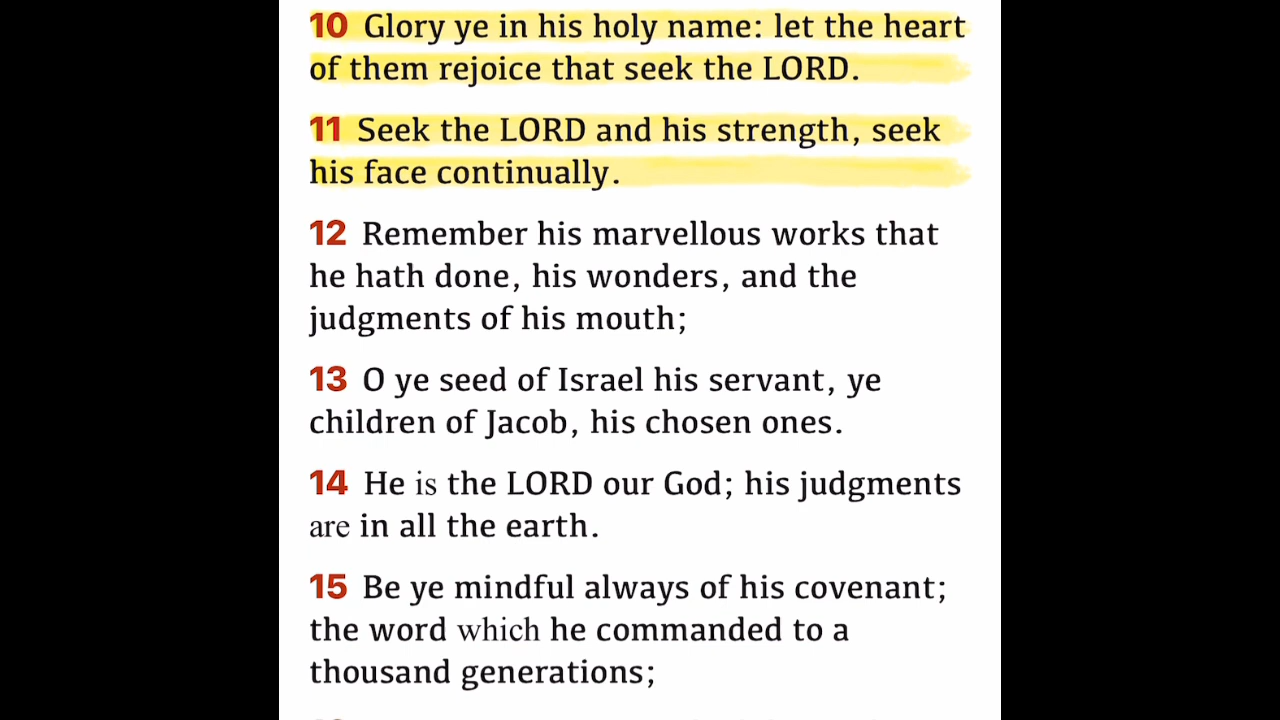 10 Glory ye in his holy name: let the heart
of them rejoice that seek the LORD.
11 Seek the LORD and his strength, seek
his face continually.
12 Remember his marvellous works that
he hath done, his wonders, and the
judgments of his mouth;
13 O ye seed of Israel his servant, ye
children of Jacob, his chosen ones.
14 He is the LORD our God; his judgments
are in all the earth.
15 Be ye mindful always of his covenant;
the word which he commanded to a
thousand generations;